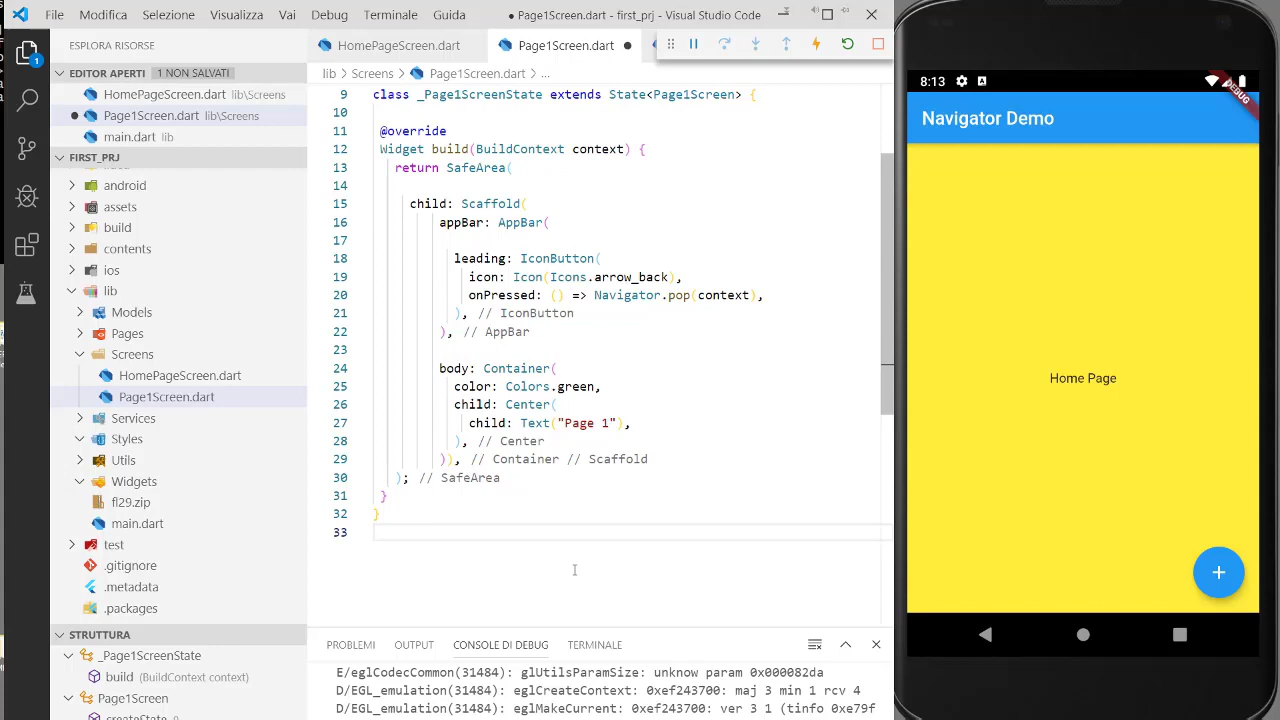 File Modifica Selezione Visualizza Vai Debug Terminale Guida ● Page1Screen.dart - first_prj - Visual Studio Code
ESPLORA RISORSE
EDITOR APERTI 1 NON SALVATI
HomePageScreen.dart lib\Screens
● Page1Screen.dart lib\Screens
main.dart lib
FIRST_PRJ
android
assets
build
contents
ios
lib
Models
Pages
Screens
HomePageScreen.dart
Page1Screen.dart
Services
Styles
Utils
Widgets
fl29.zip
main.dart
test
.gitignore
.metadata
.packages
STRUTTURA
_Page1ScreenState
build (BuildContext context)
Page1Screen
createState ()
1
HomePageScreen.dart Page1Screen.dart ●
lib > Screens > Page1Screen.dart > ...
9 class _Page1ScreenState extends State<Page1Screen> {
10
11 @override
12 Widget build(BuildContext context) {
13 return SafeArea(
14
15 child: Scaffold(
16 appBar: AppBar(
17
18 leading: IconButton(
19 icon: Icon(Icons.arrow_back),
20 onPressed: () => Navigator.pop(context),
21 ), // IconButton
22 ), // AppBar
23
24 body: Container(
25 color: Colors.green,
26 child: Center(
27 child: Text("Page 1"),
28 ), // Center
29 )), // Container // Scaffold
30 ); // SafeArea
31 }
32 }
33
PROBLEMI OUTPUT CONSOLE DI DEBUG TERMINALE
E/eglCodecCommon(31484): glUtilsParamSize: unknow param 0x000082da
D/EGL_emulation(31484): eglCreateContext: 0xef243700: maj 3 min 1 rcv 4
D/EGL_emulation(31484): eglMakeCurrent: 0xef243700: ver 3 1 (tinfo 0xe79f
8:13
DEBUG
Navigator Demo
Home Page
+